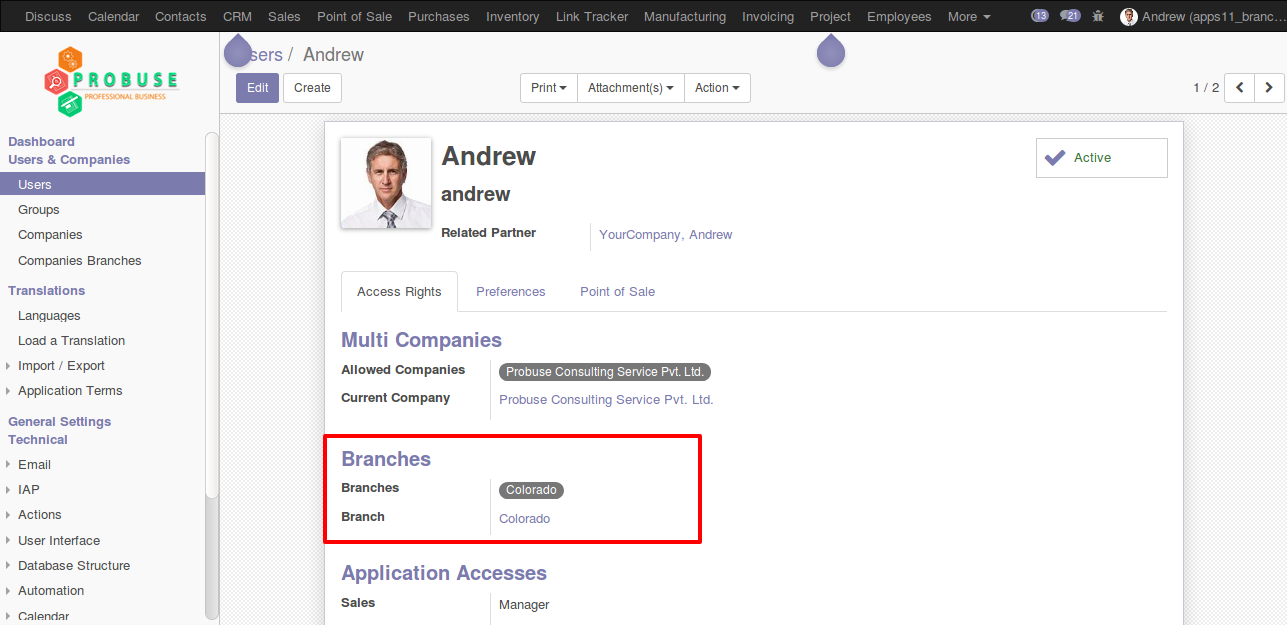 Discuss Calendar Contacts CRM Sales Point of Sale Purchases Inventory Link Tracker Manufacturing Invoicing Project Employees More 13 21 Andrew (apps11_branc...
PROBUSE
PROFESSIONAL BUSINESS
sers / Andrew
Edit Create Print Attachment(s) Action 1 / 2
Dashboard
Users & Companies
Users
Groups
Companies
Companies Branches
Translations
Languages
Load a Translation
Import / Export
Application Terms
General Settings
Technical
Email
IAP
Actions
User Interface
Database Structure
Automation
Calendar
Andrew
andrew
Active
Related Partner YourCompany, Andrew
Access Rights Preferences Point of Sale
Multi Companies
Allowed Companies Probuse Consulting Service Pvt. Ltd.
Current Company Probuse Consulting Service Pvt. Ltd.
Branches
Branches Colorado
Branch Colorado
Application Accesses
Sales Manager